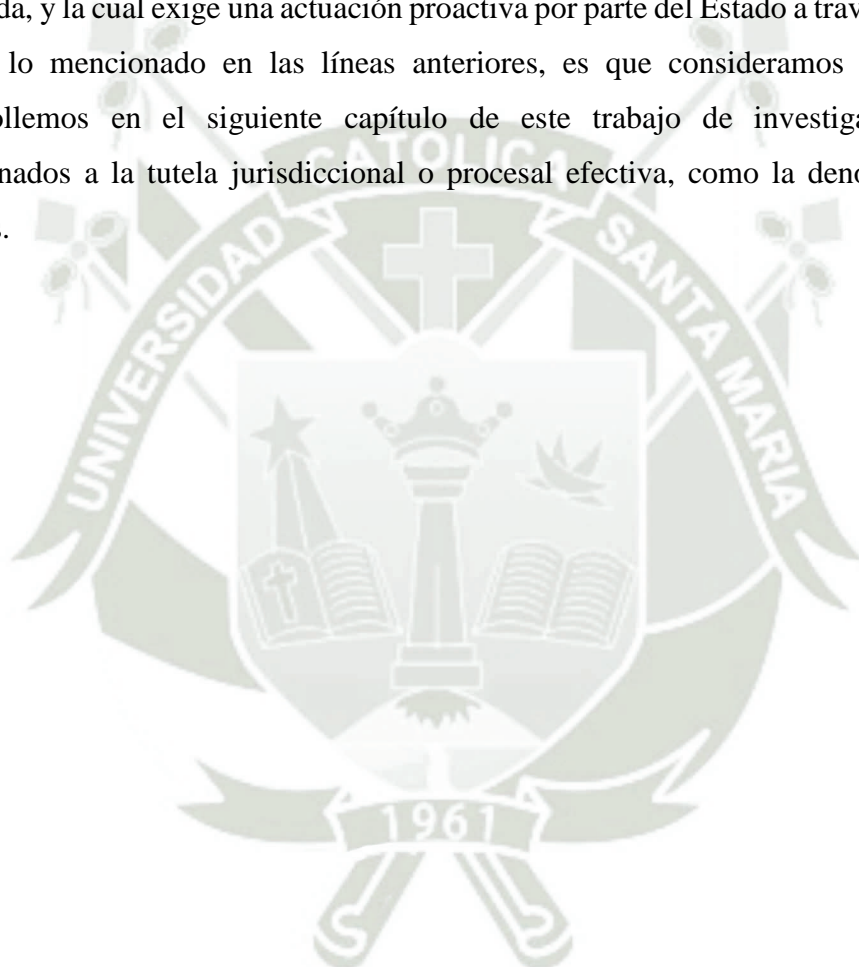 da, y la cual exige una actuación proactiva por parte del Estado a trav
lo mencionado en las líneas anteriores, es que consideramos
ollemos en el siguiente capítulo de este trabajo de investiga
nados a la tutela jurisdiccional o procesal efectiva, como la deno
.
UNIVERSIDAD CATOLICA SANTA MARIA
1961